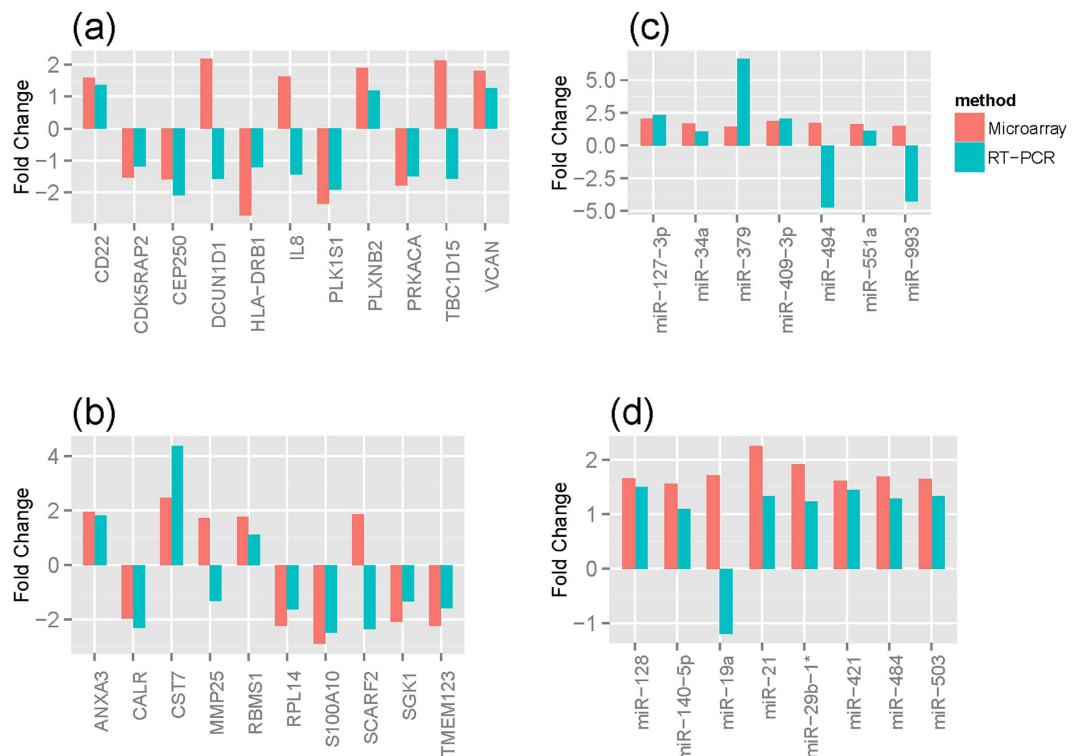 (a)
Fold Change
2
1
0
−1
−2
CD22
CDK5RAP2
CEP250
DCUN1D1
HLA−DRB1
IL8
PLK1S1
PLXNB2
PRKACA
TBC1D15
VCAN
(c)
Fold Change
5.0
2.5
0.0
−2.5
−5.0
miR−127−3p
miR−34a
miR−379
miR−409−3p
miR−494
miR−551a
miR−993
method
Microarray
RT−PCR
(b)
Fold Change
4
2
0
−2
ANXA3
CALR
CST7
MMP25
RBMS1
RPL14
S100A10
SCARF2
SGK1
TMEM123
(d)
Fold Change
2
1
0
−1
miR−128
miR−140−5p
miR−19a
miR−21
miR−29b−1*
miR−421
miR−484
miR−503